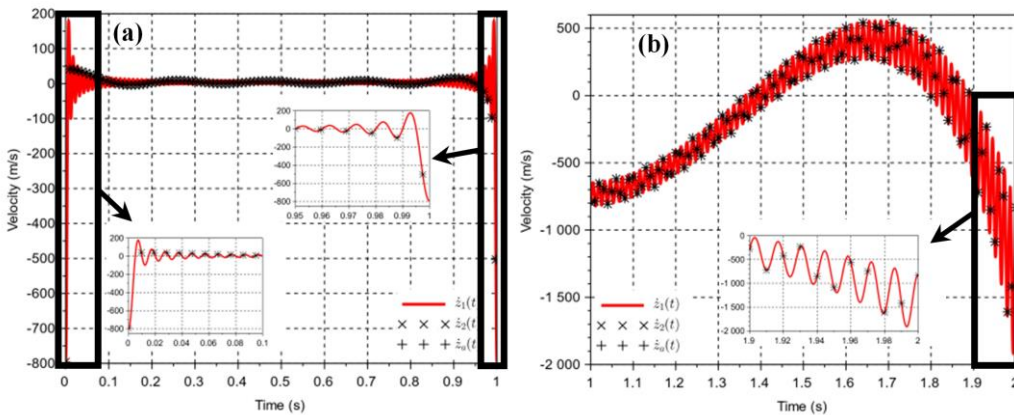 (a)
Velocity (m/s)
200
100
0
-100
-200
-300
-400
-500
-600
-700
-800
0 0.1 0.2 0.3 0.4 0.5 0.6 0.7 0.8 0.9 1
Time (s)
200
0
-200
-400
-600
-800
0.95 0.96 0.97 0.98 0.99 1
200
0
-200
-400
-600
-800
0 0.02 0.04 0.06 0.08 0.1
ż₁(t)
ż₂(t)
żₐ(t)
(b)
Velocity (m/s)
500
0
-500
-1 000
-1 500
-2 000
1 1.1 1.2 1.3 1.4 1.5 1.6 1.7 1.8 1.9 2
Time (s)
0
-500
-1 000
-1 500
-2 000
1.9 1.92 1.94 1.96 1.98 2
ż₁(t)
ż₂(t)
żₐ(t)